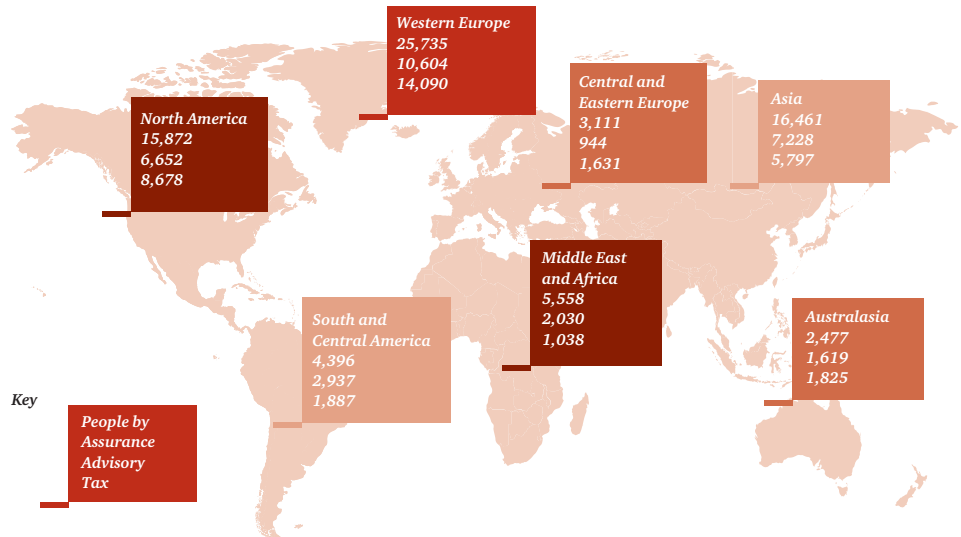 Western Europe
25,735
10,604
14,090
Central and
Eastern Europe
3,111
944
1,631
Asia
16,461
7,228
5,797
North America
15,872
6,652
8,678
Middle East
and Africa
5,558
2,030
1,038
South and
Central America
4,396
2,937
1,887
Australasia
2,477
1,619
1,825
Key
People by
Assurance
Advisory
Tax